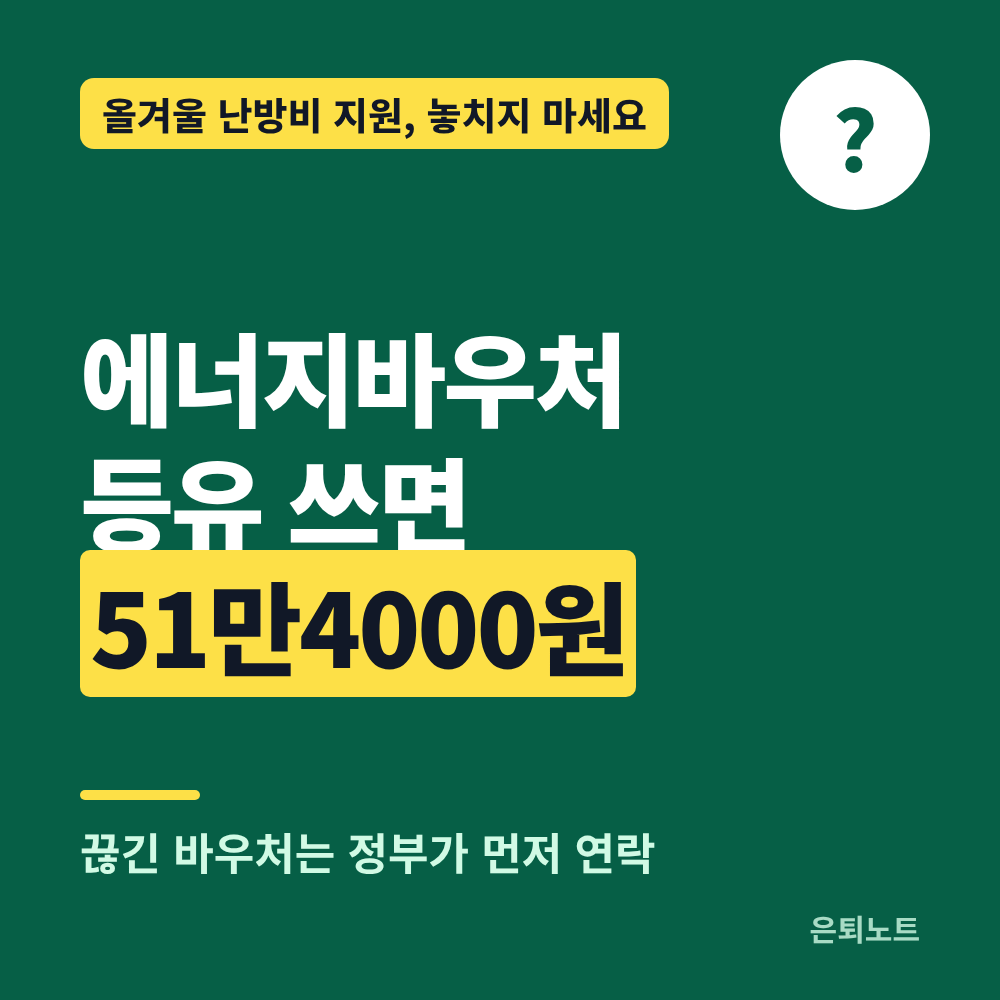 올겨울 난방비 지원, 놓치지 마세요
?
에너지바우처
등유 쓰면
51만4000원
끊긴 바우처는 정부가 먼저 연락
은퇴노트